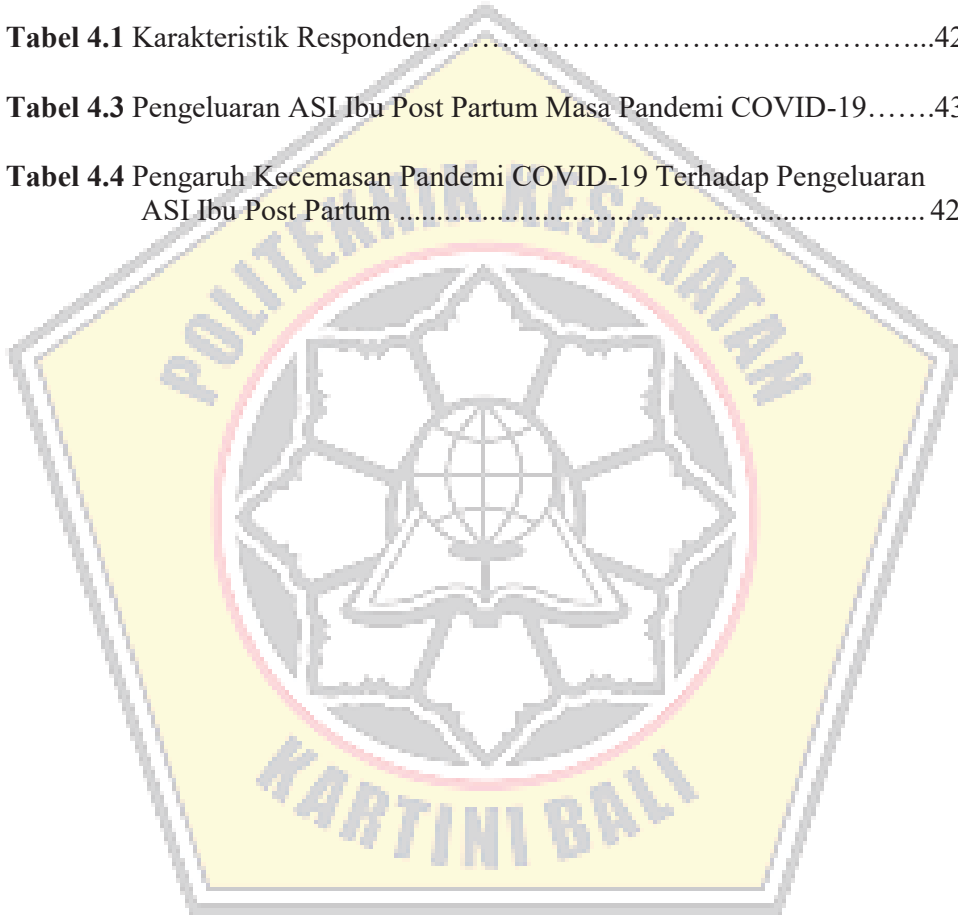 Tabel 4.1 Karakteristik Responden…………………………………………...42
Tabel 4.3 Pengeluaran ASI Ibu Post Partum Masa Pandemi COVID-19…….43
Tabel 4.4 Pengaruh Kecemasan Pandemi COVID-19 Terhadap Pengeluaran
ASI Ibu Post Partum ...................................................................... 42
POLITEKNIK KESEHATAN
KARTINI BALI